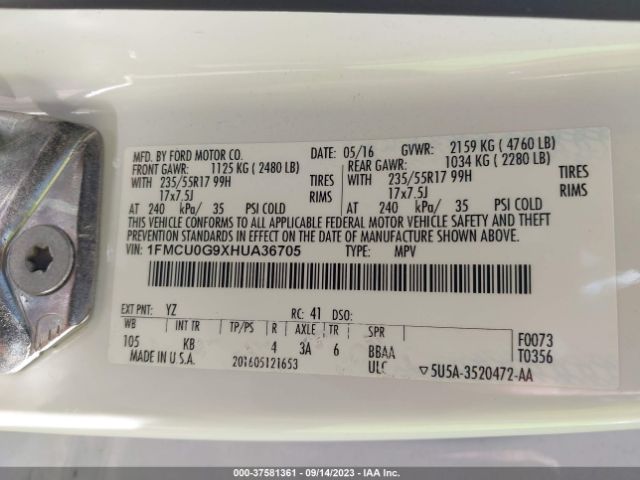 MFD. BY FORD MOTOR CO. DATE: 05/16 GVWR: 2159 KG ( 4760 LB)
FRONT GAWR: 1125 KG ( 2480 LB) REAR GAWR: 1034 KG ( 2280 LB)
WITH 235/55R17 99H TIRES WITH 235/55R17 99H TIRES
17x7.5J RIMS 17x7.5J RIMS
AT 240 kPa/ 35 PSI COLD AT 240 kPa/ 35 PSI COLD
THIS VEHICLE CONFORMS TO ALL APPLICABLE FEDERAL MOTOR VEHICLE SAFETY AND THEFT
PREVENTION STANDARDS IN EFFECT ON THE DATE OF MANUFACTURE SHOWN ABOVE.
VIN: 1FMCU0G9XHUA36705 TYPE: MPV
EXT PNT: YZ RC: 41 DSO:
WB INT TR TP/PS R AXLE TR SPR F0073
105 KB 4 3A 6 BBAA T0356
MADE IN U.S.A. 201605121653 ULC ▽5U5A-3520472-AA
000-37581361 | 09/14/2023 | IAA Inc.